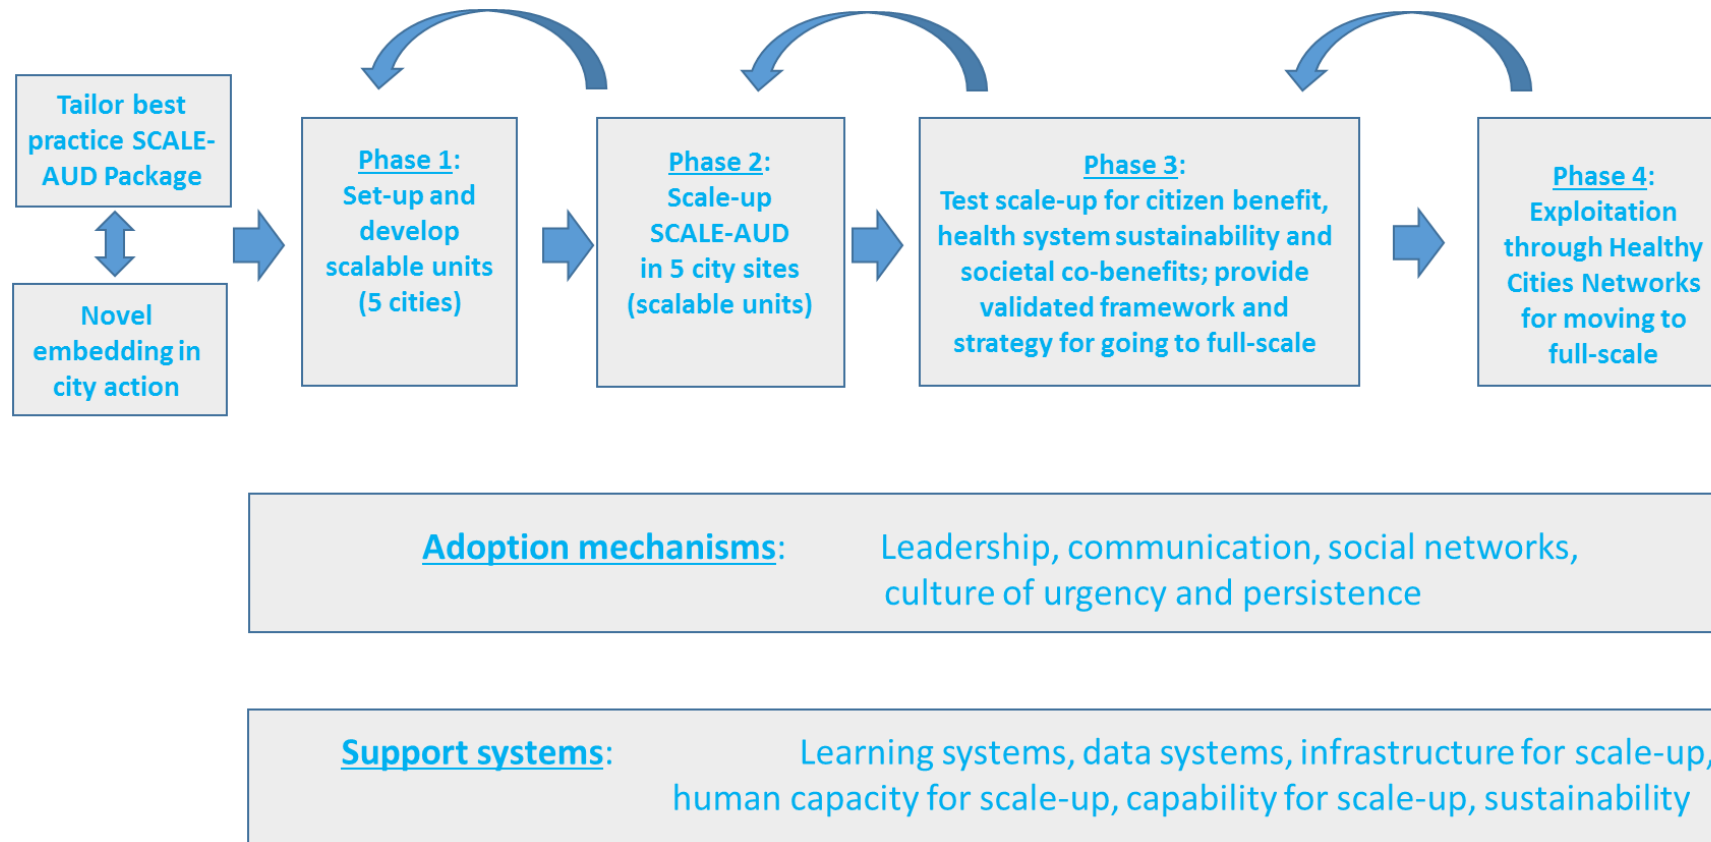 Tailor best
practice SCALE-
AUD Package
Novel
embedding in
city action
Phase 1:
Set-up and
develop
scalable units
(5 cities)
Phase 2:
Scale-up
SCALE-AUD
in 5 city sites
(scalable units)
Phase 3:
Test scale-up for citizen benefit,
health system sustainability and
societal co-benefits; provide
validated framework and
strategy for going to full-scale
Phase 4:
Exploitation
through Healthy
Cities Networks
for moving to
full-scale
Adoption mechanisms: Leadership, communication, social networks,
culture of urgency and persistence
Support systems: Learning systems, data systems, infrastructure for scale-up,
human capacity for scale-up, capability for scale-up, sustainability